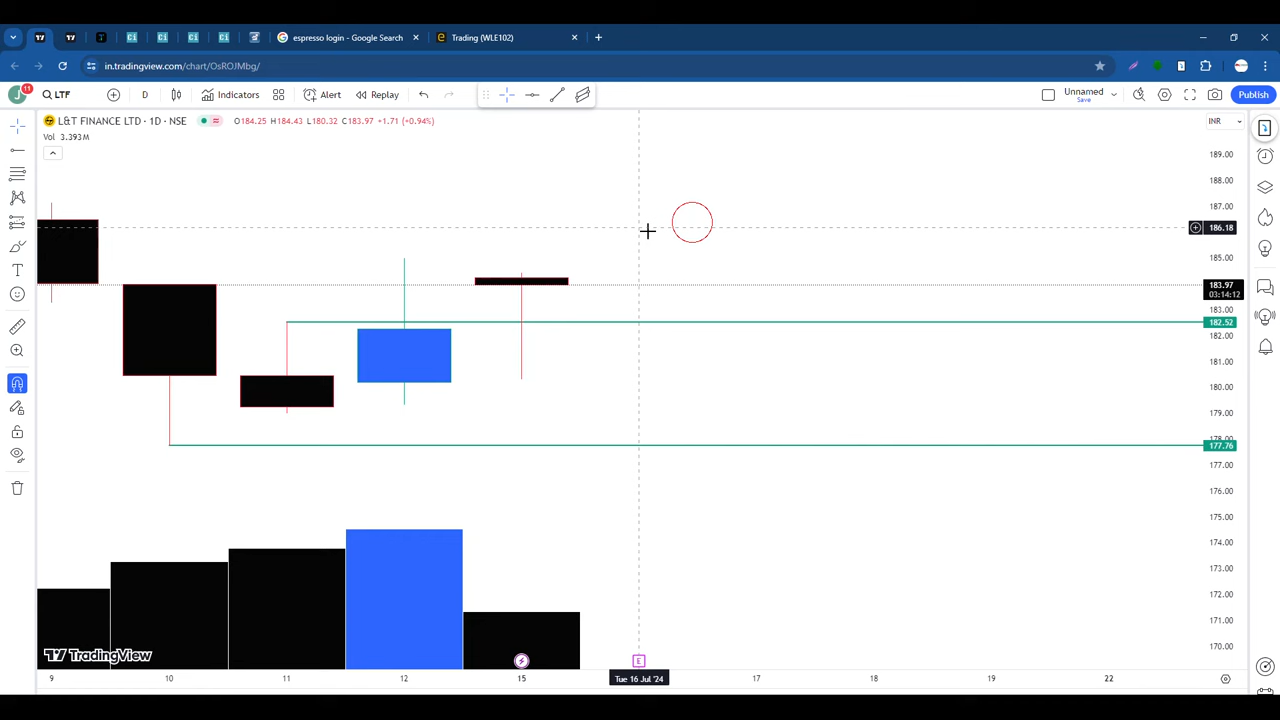 espresso login - Google Search
Trading (WLE102)
in.tradingview.com/chart/OsROJMbg/
11
J
LTF
D
Indicators
Alert
Replay
Unnamed
Save
Publish
L&T FINANCE LTD · 1D · NSE
O184.25 H184.43 L180.32 C183.97 +1.71 (+0.94%)
INR
Vol 3.393M
189.00
188.00
187.00
186.18
185.00
183.97
03:14:12
183.00
182.52
182.00
181.00
180.00
179.00
178.00
177.76
177.00
176.00
175.00
174.00
173.00
172.00
171.00
170.00
TradingView
E
9
10
11
12
15
Tue 16 Jul '24
17
18
19
22